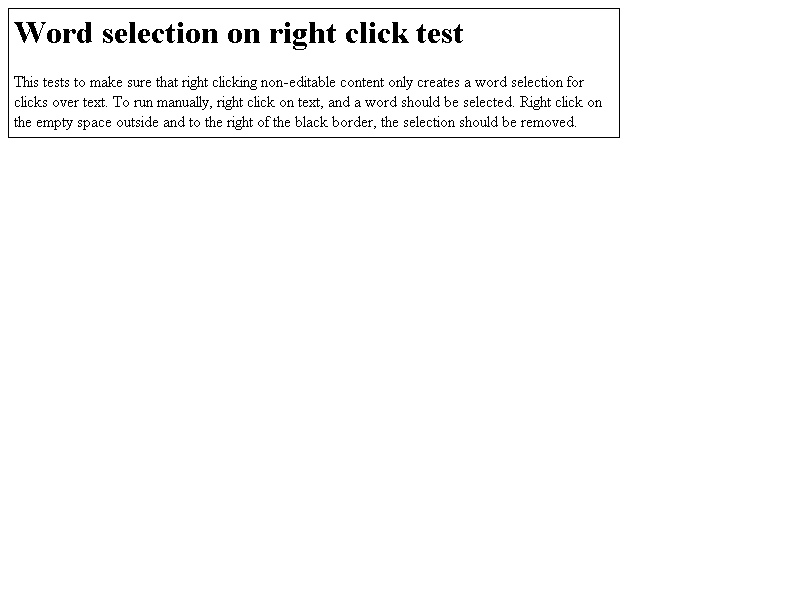 Word selection on right click test
This tests to make sure that right clicking non-editable content only creates a word selection for
clicks over text. To run manually, right click on text, and a word should be selected. Right click on
the empty space outside and to the right of the black border, the selection should be removed.